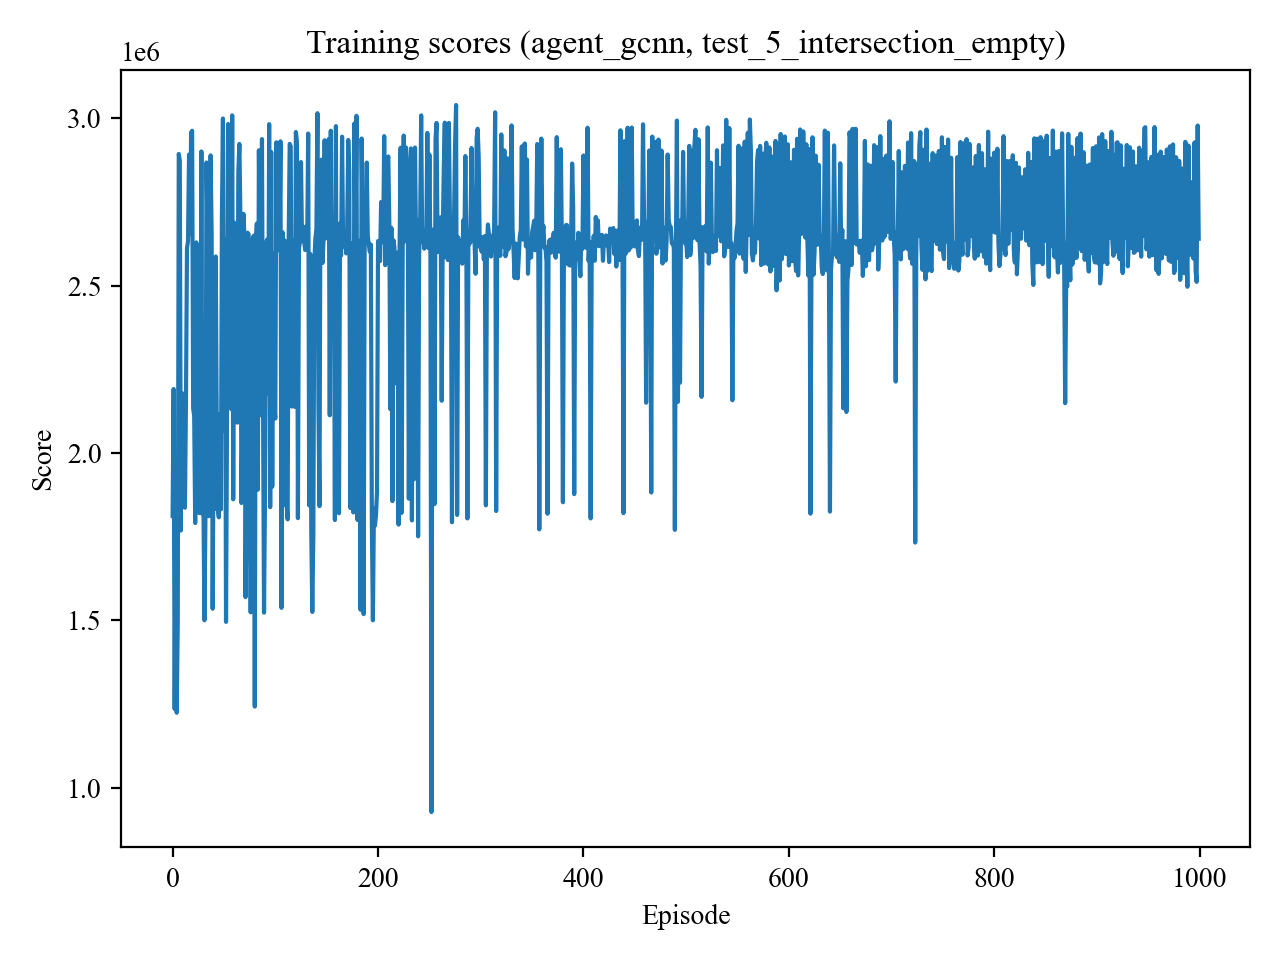 Training scores (agent_gcnn, test_5_intersection_empty)
1e6
3.0
2.5
2.0
1.5
1.0
Score
0 200 400 600 800 1000
Episode